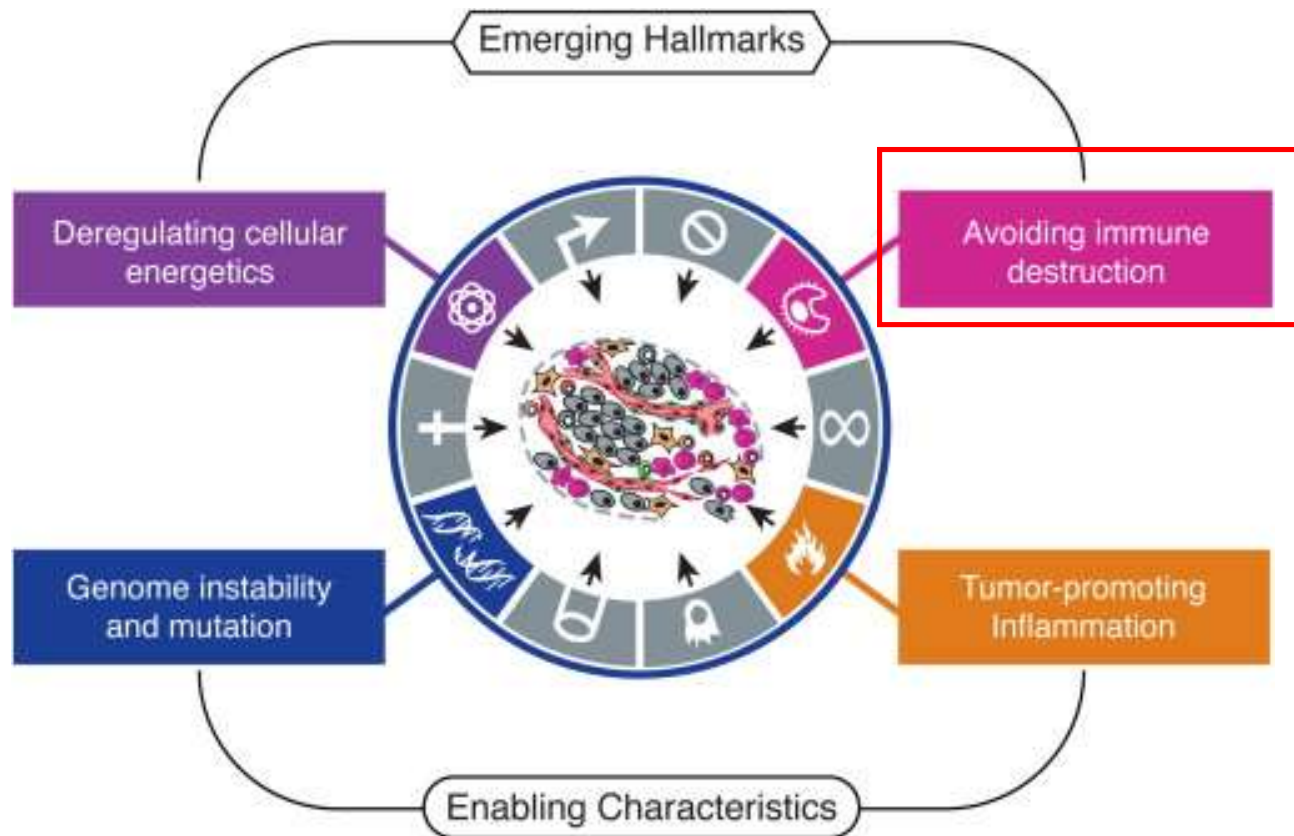 Emerging Hallmarks
Deregulating cellular
energetics
Avoiding immune
destruction
Genome instability
and mutation
Tumor-promoting
Inflammation
Enabling Characteristics